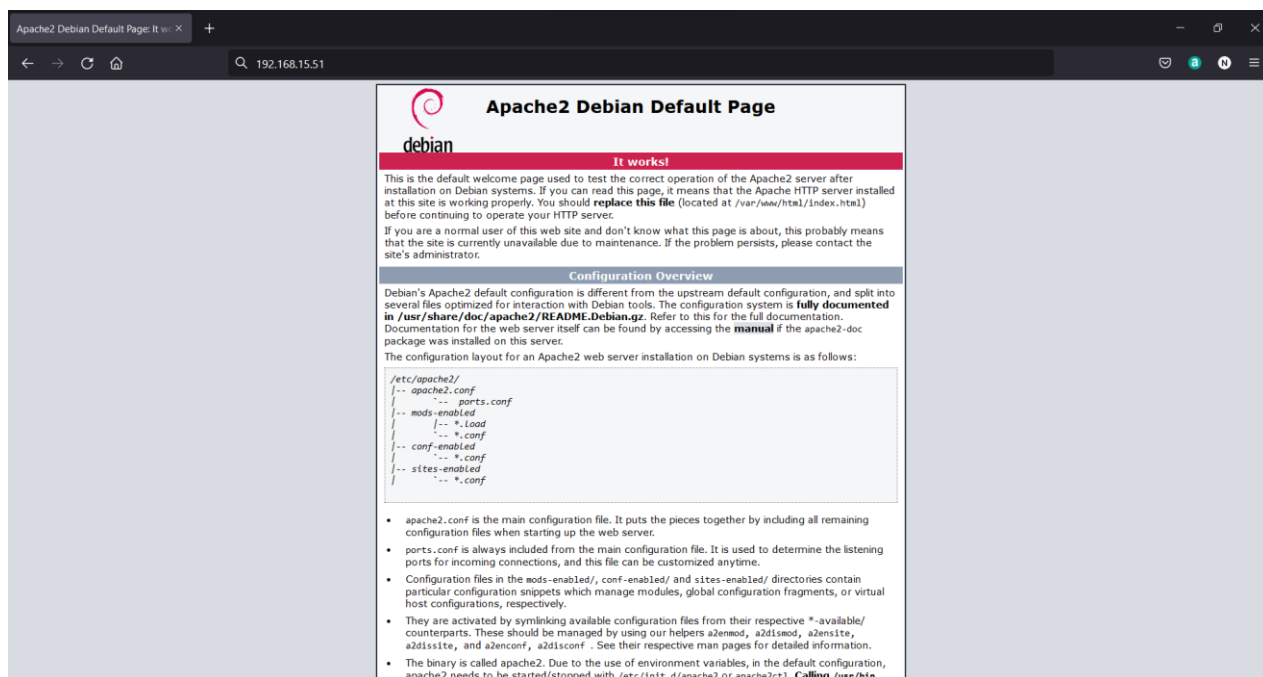 Apache2 Debian Default Page: It wo
192.168.15.51
a
N
debian
Apache2 Debian Default Page
It works!
This is the default welcome page used to test the correct operation of the Apache2 server after
installation on Debian systems. If you can read this page, it means that the Apache HTTP server installed
at this site is working properly. You should replace this file (located at /var/www/html/index.html)
before continuing to operate your HTTP server.
If you are a normal user of this web site and don't know what this page is about, this probably means
that the site is currently unavailable due to maintenance. If the problem persists, please contact the
site's administrator.
Configuration Overview
Debian's Apache2 default configuration is different from the upstream default configuration, and split into
several files optimized for interaction with Debian tools. The configuration system is fully documented
in /usr/share/doc/apache2/README.Debian.gz. Refer to this for the full documentation.
Documentation for the web server itself can be found by accessing the manual if the apache2-doc
package was installed on this server.
The configuration layout for an Apache2 web server installation on Debian systems is as follows:
/etc/apache2/
|-- apache2.conf
|       `--  ports.conf
|-- mods-enabled
|       |-- *.load
|       `-- *.conf
|-- conf-enabled
|       `-- *.conf
|-- sites-enabled
|       `-- *.conf
• apache2.conf is the main configuration file. It puts the pieces together by including all remaining
configuration files when starting up the web server.
• ports.conf is always included from the main configuration file. It is used to determine the listening
ports for incoming connections, and this file can be customized anytime.
• Configuration files in the mods-enabled/, conf-enabled/ and sites-enabled/ directories contain
particular configuration snippets which manage modules, global configuration fragments, or virtual
host configurations, respectively.
• They are activated by symlinking available configuration files from their respective *-available/
counterparts. These should be managed by using our helpers a2enmod, a2dismod, a2ensite,
a2dissite, and a2enconf, a2disconf . See their respective man pages for detailed information.
• The binary is called apache2. Due to the use of environment variables, in the default configuration,
apache2 needs to be started/stopped with /etc/init.d/apache2 or apache2ctl. Calling /usr/bin